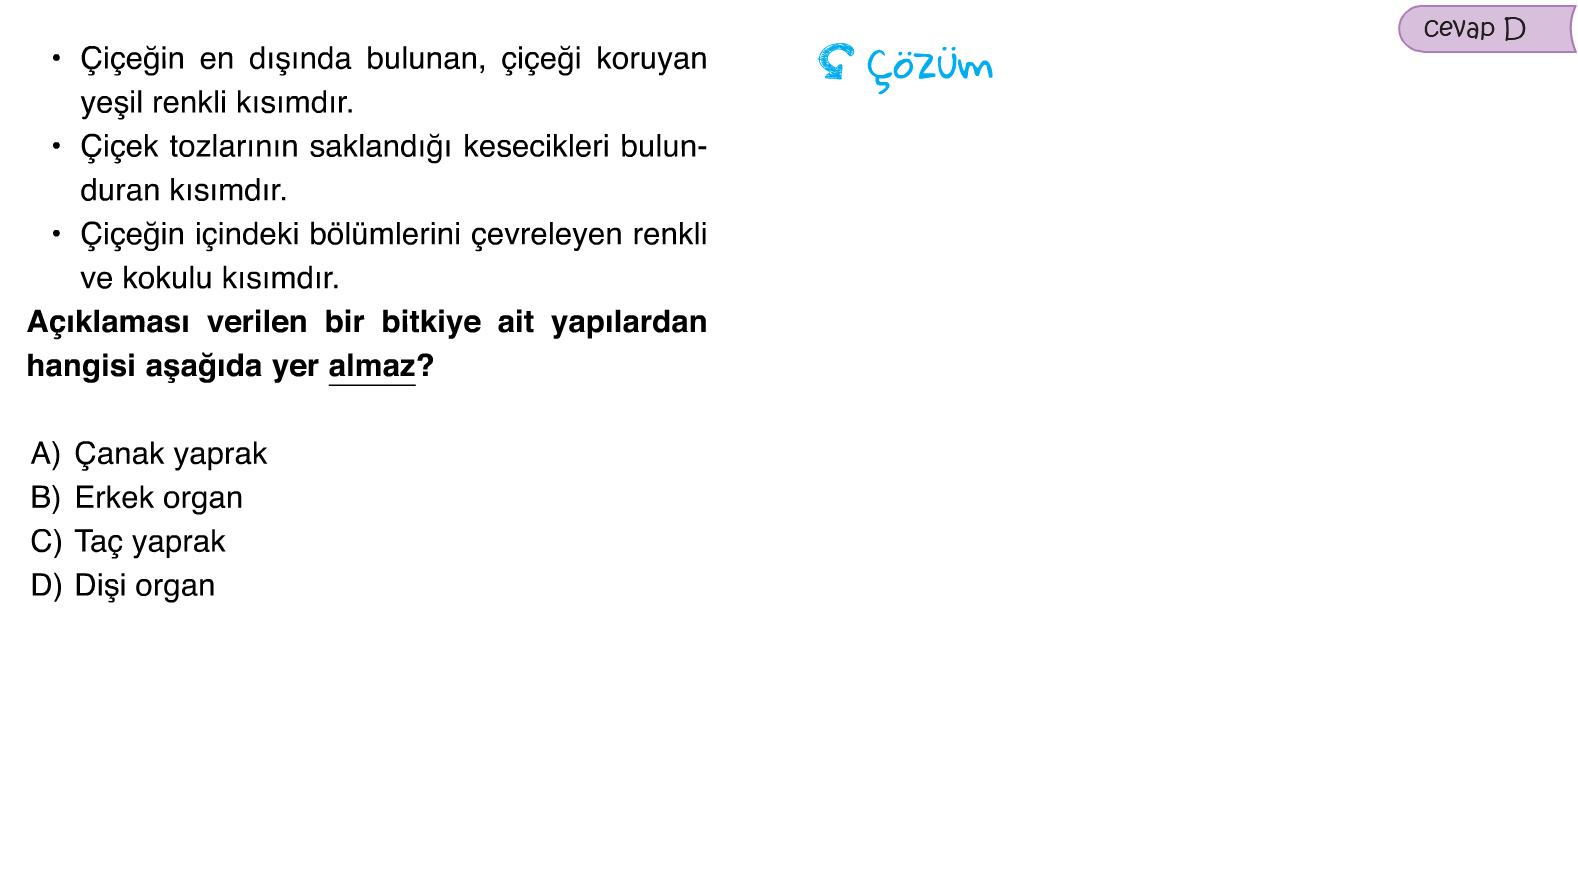 • Çiçeğin en dışında bulunan, çiçeği koruyan
yeşil renkli kısımdır.
• Çiçek tozlarının saklandığı kesecikleri bulun-
duran kısımdır.
• Çiçeğin içindeki bölümlerini çevreleyen renkli
ve kokulu kısımdır.
Açıklaması verilen bir bitkiye ait yapılardan
hangisi aşağıda yer almaz?
A) Çanak yaprak
B) Erkek organ
C) Taç yaprak
D) Dişi organ
Çözüm
cevap D